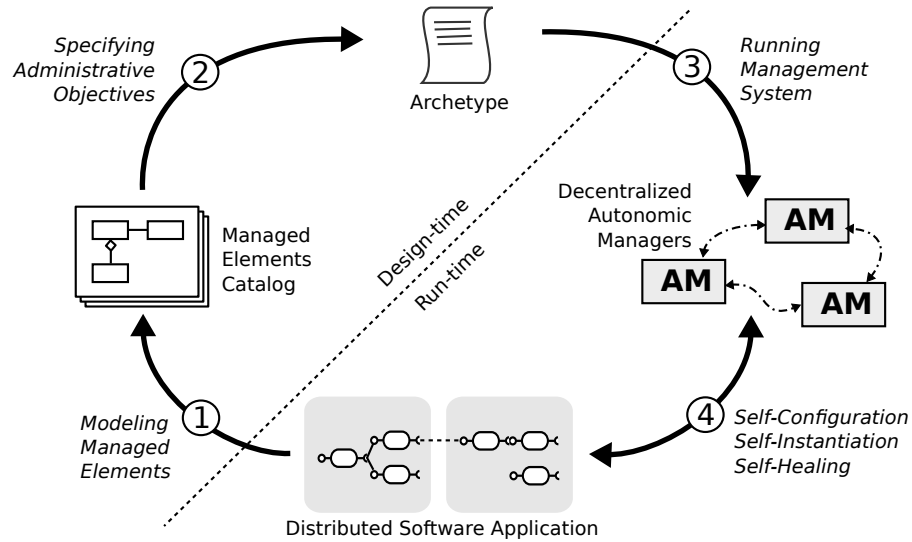 Specifying
Administrative
Objectives
2
Archetype
3
Running
Management
System
Managed
Elements
Catalog
Design-time
Run-time
Decentralized
Autonomic
Managers
AM
AM
AM
1
Modeling
Managed
Elements
4
Self-Configuration
Self-Instantiation
Self-Healing
Distributed Software Application